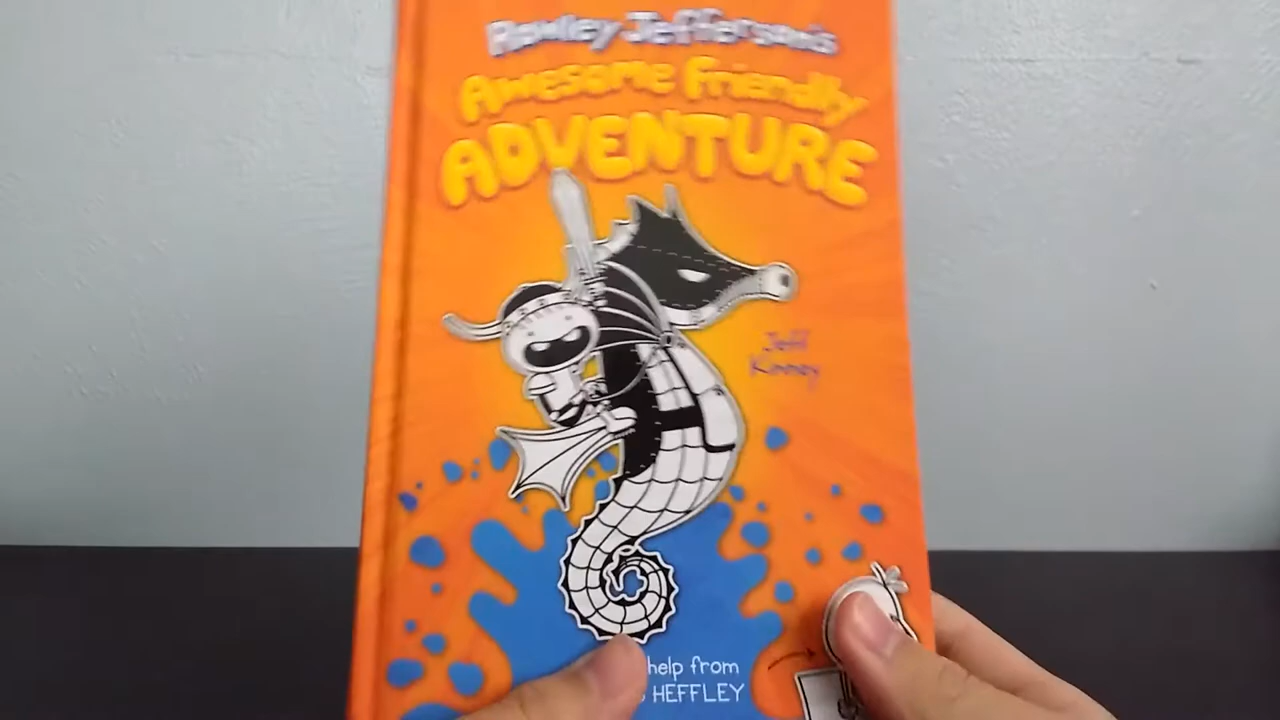 Rowley Jefferson's
Awesome Friendly
ADVENTURE
Jeff
Kinney
help from
HEFFLEY